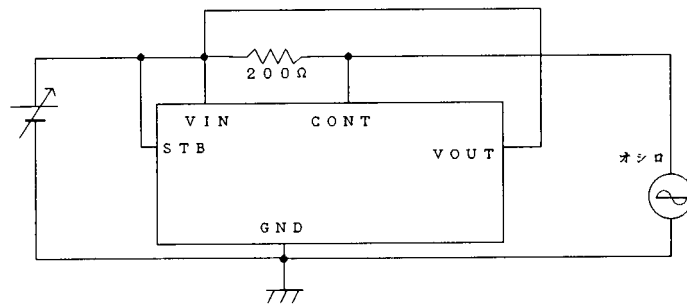 200Ω
VIN
CONT
STB
VOUT
オシロ
GND